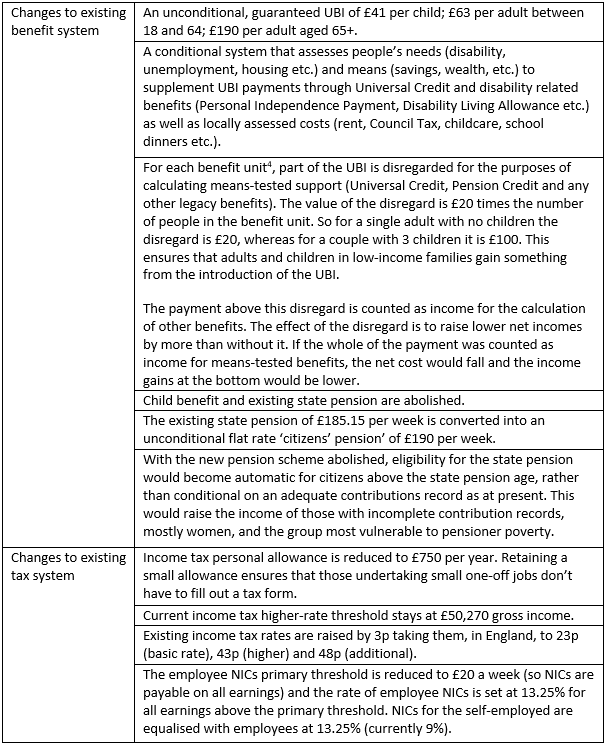 Changes to existing
benefit system
An unconditional, guaranteed UBI of £41 per child; £63 per adult between
18 and 64; £190 per adult aged 65+.
A conditional system that assesses people’s needs (disability,
unemployment, housing etc.) and means (savings, wealth, etc.) to
supplement UBI payments through Universal Credit and disability related
benefits (Personal Independence Payment, Disability Living Allowance etc.)
as well as locally assessed costs (rent, Council Tax, childcare, school
dinners etc.).
For each benefit unit⁴, part of the UBI is disregarded for the purposes of
calculating means-tested support (Universal Credit, Pension Credit and any
other legacy benefits). The value of the disregard is £20 times the number
of people in the benefit unit. So for a single adult with no children the
disregard is £20, whereas for a couple with 3 children it is £100. This
ensures that adults and children in low-income families gain something
from the introduction of the UBI.
The payment above this disregard is counted as income for the calculation
of other benefits. The effect of the disregard is to raise lower net incomes
by more than without it. If the whole of the payment was counted as
income for means-tested benefits, the net cost would fall and the income
gains at the bottom would be lower.
Child benefit and existing state pension are abolished.
The existing state pension of £185.15 per week is converted into an
unconditional flat rate ‘citizens’ pension’ of £190 per week.
With the new pension scheme abolished, eligibility for the state pension
would become automatic for citizens above the state pension age, rather
than conditional on an adequate contributions record as at present. This
would raise the income of those with incomplete contribution records,
mostly women, and the group most vulnerable to pensioner poverty.
Changes to existing
tax system
Income tax personal allowance is reduced to £750 per year. Retaining a
small allowance ensures that those undertaking small one-off jobs don’t
have to fill out a tax form.
Current income tax higher-rate threshold stays at £50,270 gross income.
Existing income tax rates are raised by 3p taking them, in England, to 23p
(basic rate), 43p (higher) and 48p (additional).
The employee NICs primary threshold is reduced to £20 a week (so NICs are
payable on all earnings) and the rate of employee NICs is set at 13.25% for
all earnings above the primary threshold. NICs for the self-employed are
equalised with employees at 13.25% (currently 9%).